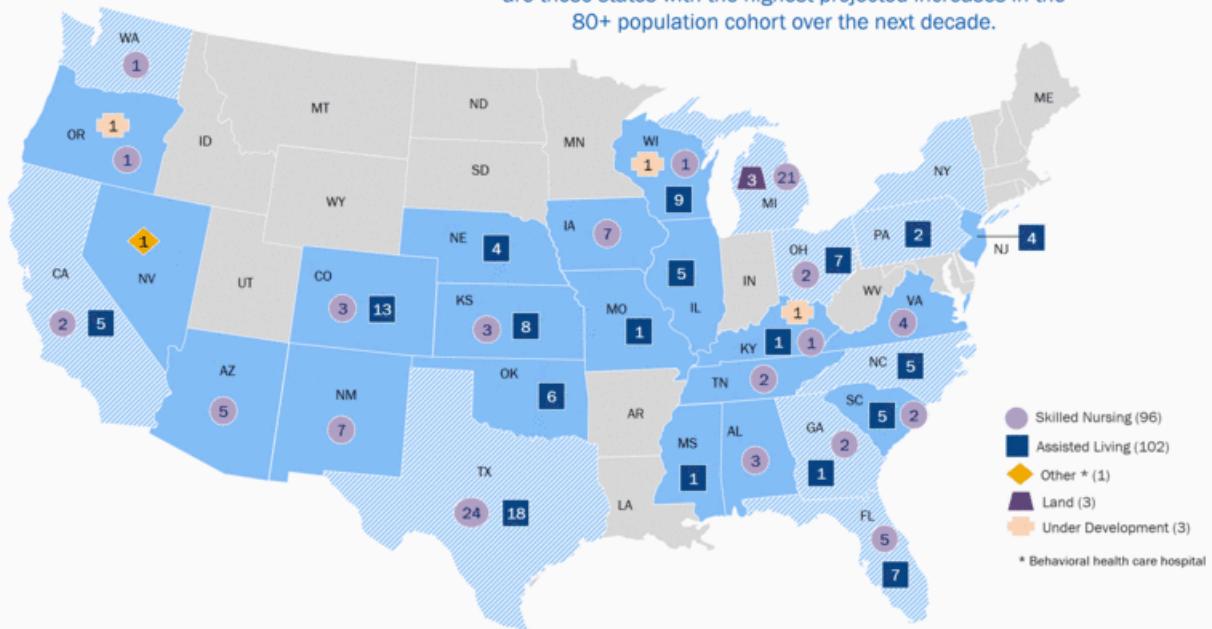 80+ population cohort over the next decade.
WA
1
OR
1
1
ID
MT
ND
MN
SD
WY
WI
1
1
9
3
21
MI
NY
ME
NV
1
UT
CA
2
5
CO
3
13
NE
4
IA
7
KS
3
8
MO
1
5
IL
IN
OH
7
2
PA
2
NJ
4
WV
VA
4
1
KY
1
1
TN
2
NC
5
SC
5
2
AZ
5
NM
7
OK
6
AR
TX
24
18
LA
MS
1
AL
3
GA
2
1
FL
5
7
Skilled Nursing (96)
Assisted Living (102)
Other * (1)
Land (3)
Under Development (3)
* Behavioral health care hospital